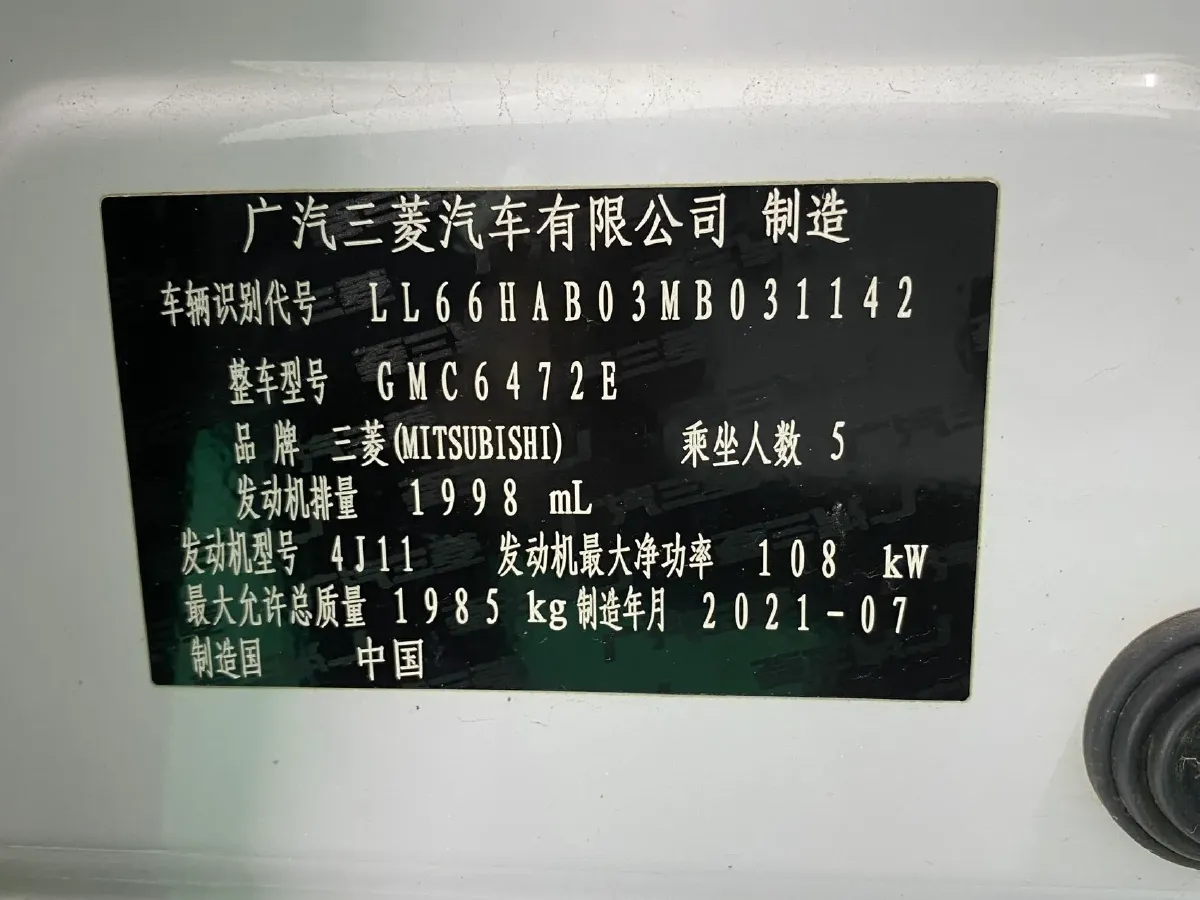 广汽三菱汽车有限公司 制造
车辆识别代号 LL66HAB03MB031142
整车型号 GMC6472E
品牌 三菱(MITSUBISHI) 乘坐人数 5
发动机排量 1998 mL
发动机型号 4J11 发动机最大净功率 108 kW
最大允许总质量 1985 kg 制造年月 2021-07
制造国 中国